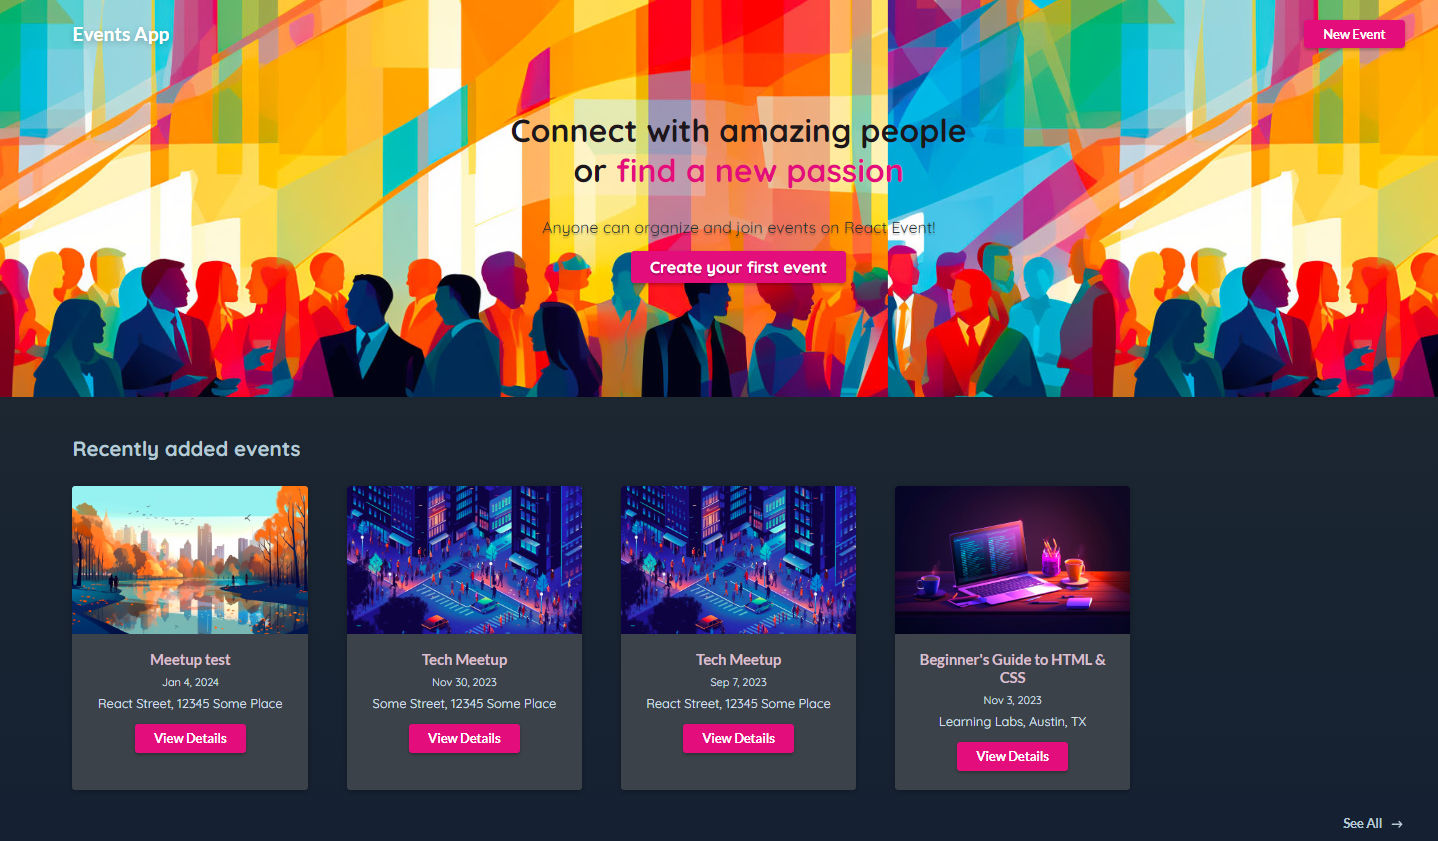 Events App
New Event
Connect with amazing people
or find a new passion
Anyone can organize and join events on React Event!
Create your first event
Recently added events
Meetup test
Jan 4, 2024
React Street, 12345 Some Place
View Details
Tech Meetup
Nov 30, 2023
Some Street, 12345 Some Place
View Details
Tech Meetup
Sep 7, 2023
React Street, 12345 Some Place
View Details
Beginner's Guide to HTML &
CSS
Nov 3, 2023
Learning Labs, Austin, TX
View Details
See All →